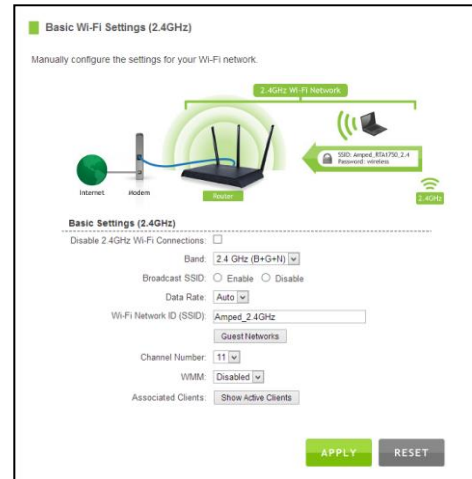 Basic Wi-Fi Settings (2.4GHz)
Manually configure the settings for your Wi-Fi network.
2.4GHz Wi-Fi Network
SSID: Amped_RTA1750_2.4
Password: wireless
Internet
Modem
Router
2.4GHz
Basic Settings (2.4GHz)
Disable 2.4GHz Wi-Fi Connections:
Band: 2.4 GHz (B+G+N)
Broadcast SSID: Enable Disable
Data Rate: Auto
Wi-Fi Network ID (SSID): Amped_2.4GHz
Guest Networks
Channel Number: 11
WMM: Disabled
Associated Clients: Show Active Clients
APPLY RESET